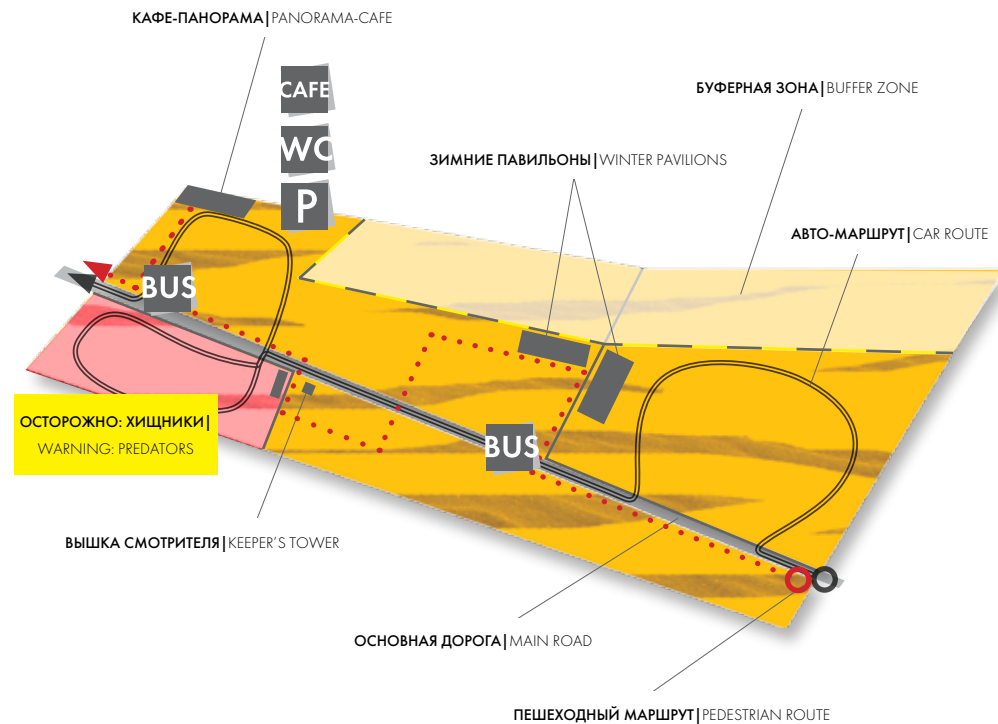 КАФЕ-ПАНОРАМА|PANORAMA-CAFE
CAFE
БУФЕРНАЯ ЗОНА|BUFFER ZONE
WC
ЗИМНИЕ ПАВИЛЬОНЫ|WINTER PAVILIONS
P
АВТО-МАРШРУТ|CAR ROUTE
BUS
ОСТОРОЖНО: ХИЩНИКИ|
WARNING: PREDATORS
BUS
ВЫШКА СМОТРИТЕЛЯ|KEEPER'S TOWER
ОСНОВНАЯ ДОРОГА|MAIN ROAD
ПЕШЕХОДНЫЙ МАРШРУТ|PEDESTRIAN ROUTE